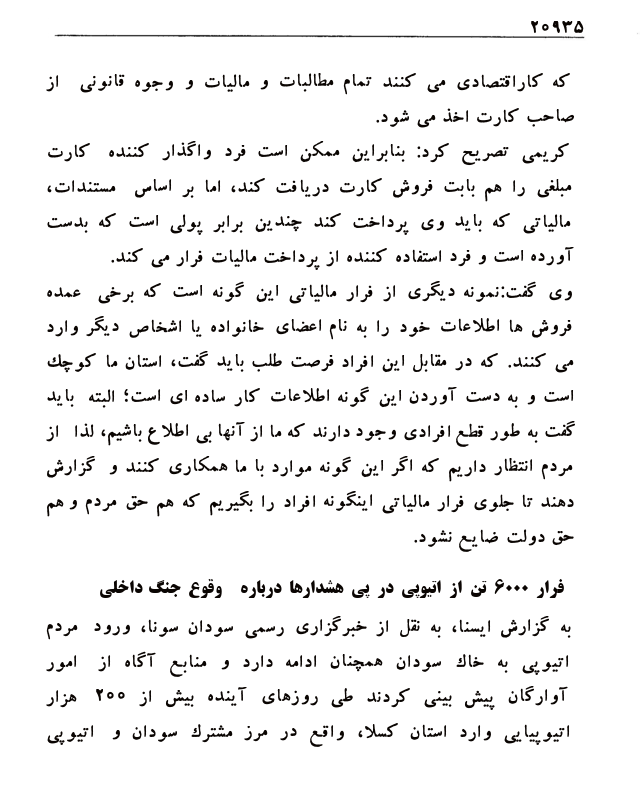 ۲۰۹۳۵
که کاراقتصادی می کنند تمام مطالبات و مالیات و وجوه قانونی از
صاحب کارت اخذ می شود.
کریمی تصریح کرد: بنابراین ممکن است فرد واگذار کننده کارت
مبلغی را هم بابت فروش کارت دریافت کند، اما بر اساس مستندات،
مالیاتی که باید وی پرداخت کند چندین برابر پولی است که بدست
آورده است و فرد استفاده کننده از پرداخت مالیات فرار می کند.
وی گفت:نمونه دیگری از فرار مالیاتی این گونه است که برخی عمده
فروش ها اطلاعات خود را به نام اعضای خانواده یا اشخاص دیگر وارد
می کنند. که در مقابل این افراد فرصت طلب باید گفت، استان ما کوچك
است و به دست آوردن این گونه اطلاعات کار ساده ای است؛ البته باید
گفت به طور قطع افرادی وجود دارند که ما از آنها بی اطلاع باشیم، لذا از
مردم انتظار داریم که اگر این گونه موارد با ما همکاری کنند و گزارش
دهند تا جلوی فرار مالیاتی اینگونه افراد را بگیریم که هم حق مردم و هم
حق دولت ضایع نشود.
فرار ۶۰۰۰ تن از اتیوپی در پی هشدارها درباره وقوع جنگ داخلی
به گزارش ایسنا، به نقل از خبرگزاری رسمی سودان سونا، ورود مردم
اتیوپی به خاك سودان همچنان ادامه دارد و منابع آگاه از امور
آوارگان پیش بینی کردند طی روزهای آینده بیش از ۲۰۰ هزار
اتیوپیایی وارد استان کسلا، واقع در مرز مشترك سودان و اتیوپی